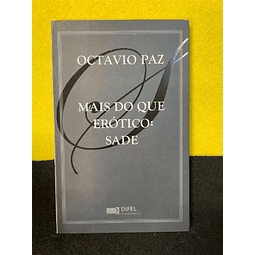 OCTAVIO PAZ
MAIS DO QUE
ERÓTICO:
SADE
DIFEL